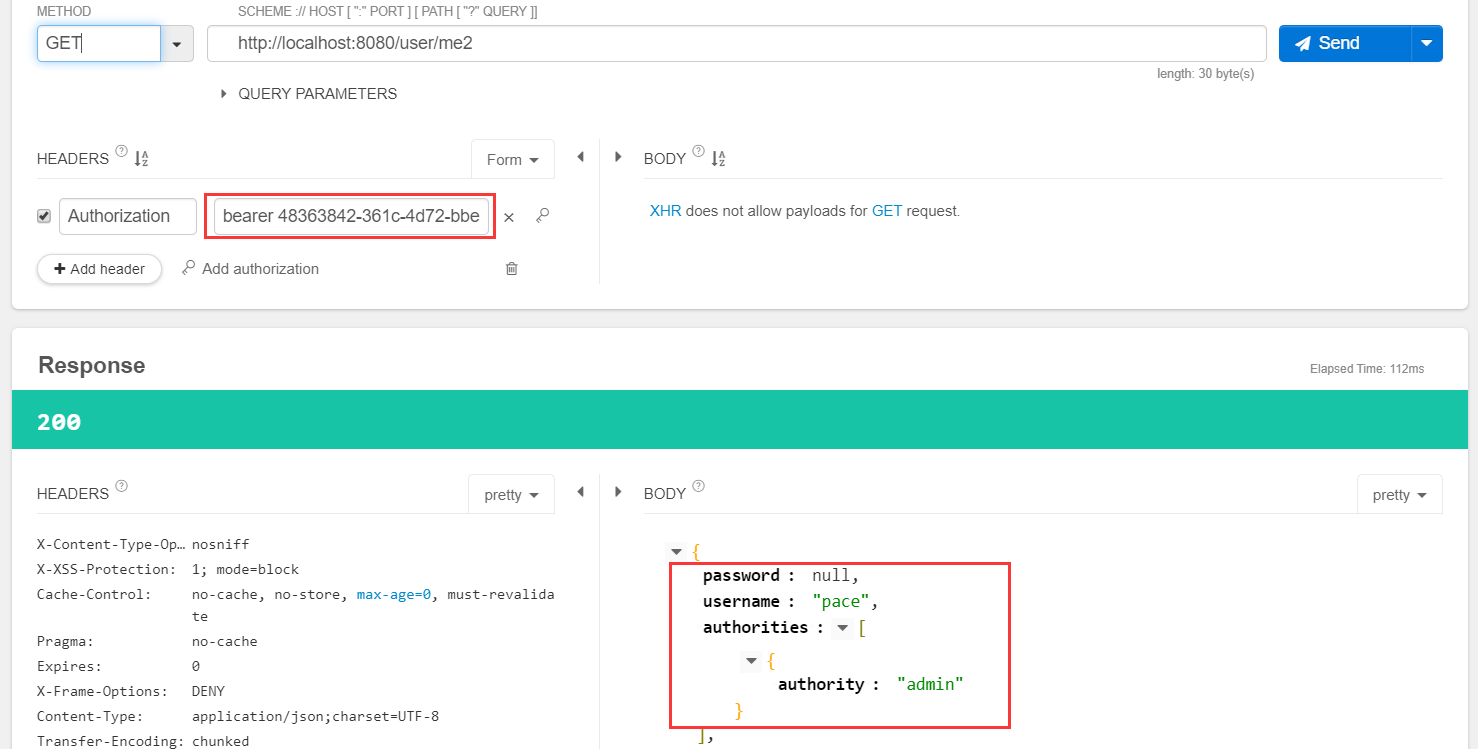 METHOD
SCHEME :// HOST [ ":" PORT ] [ PATH [ "?" QUERY ]]
GET
http://localhost:8080/user/me2
Send
length: 30 byte(s)
QUERY PARAMETERS
HEADERS ?
Form
BODY ?
Authorization
bearer 48363842-361c-4d72-bbe
XHR does not allow payloads for GET request.
+ Add header
Add authorization
Response
Elapsed Time: 112ms
200
HEADERS ?
pretty
BODY ?
pretty
X-Content-Type-Op… nosniff
X-XSS-Protection: 1; mode=block
Cache-Control: no-cache, no-store, max-age=0, must-revalida
te
Pragma: no-cache
Expires: 0
X-Frame-Options: DENY
Content-Type: application/json;charset=UTF-8
Transfer-Encoding: chunked
{
password : null,
username : "pace",
authorities : [
{
authority : "admin"
}
],